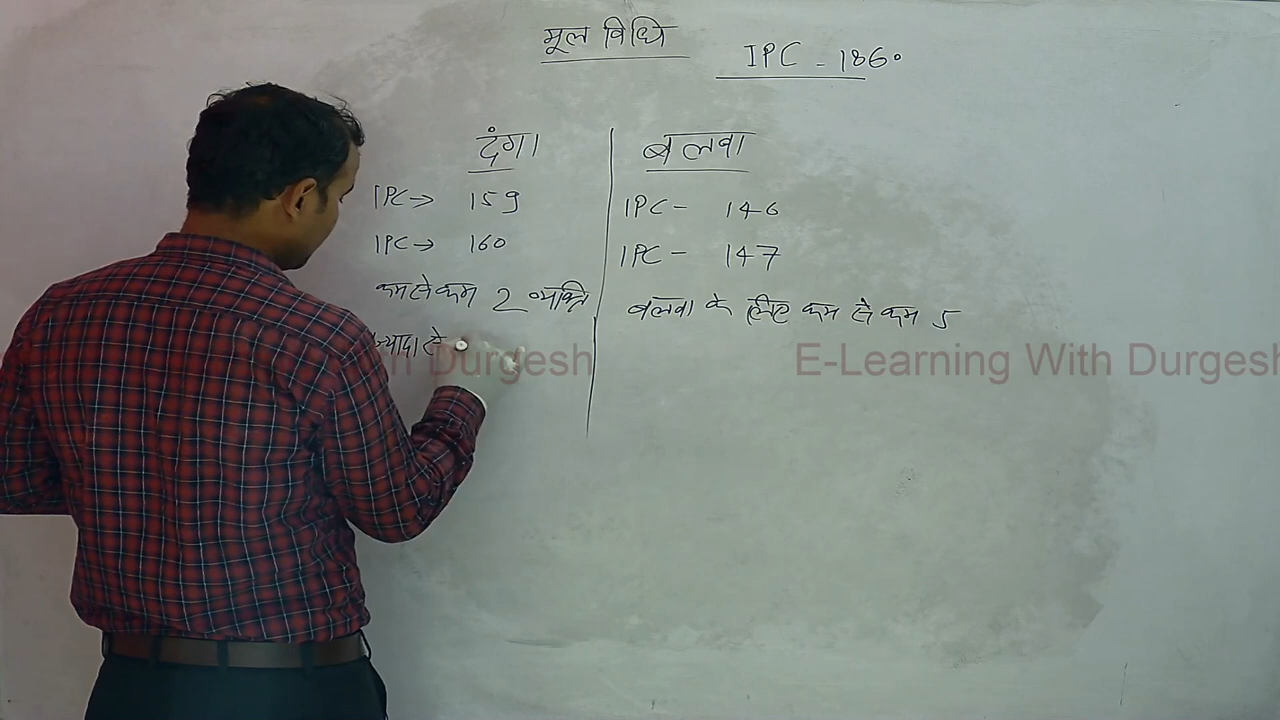 मूल विधि
IPC - 1860
दंगा
IPC → 159
IPC → 160
कम से कम 2 व्यक्ति
ज्यादा से
बलवा
IPC - 146
IPC - 147
बलवा के लिए कम से कम 5
Durgesh
E-Learning With Durgesh